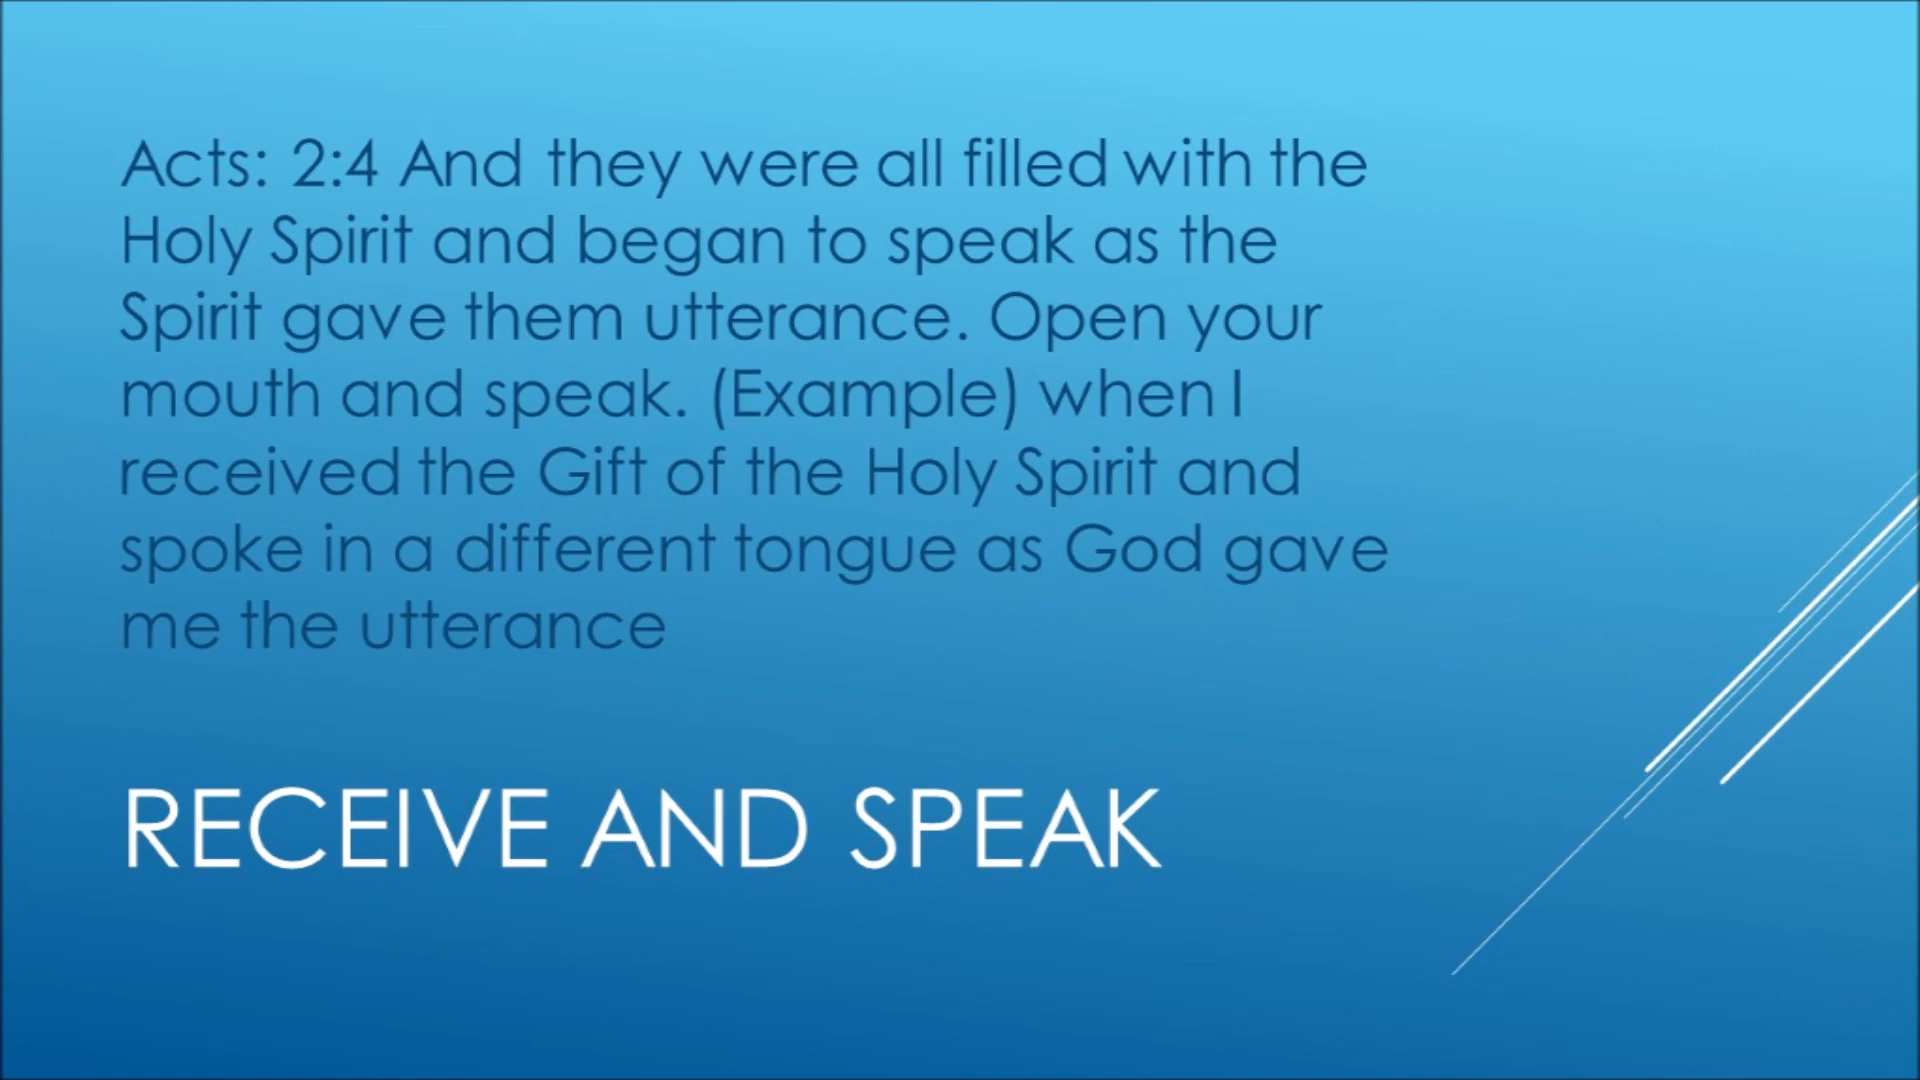 Acts: 2:4 And they were all filled with the
Holy Spirit and began to speak as the
Spirit gave them utterance. Open your
mouth and speak. (Example) when I
received the Gift of the Holy Spirit and
spoke in a different tongue as God gave
me the utterance
RECEIVE AND SPEAK